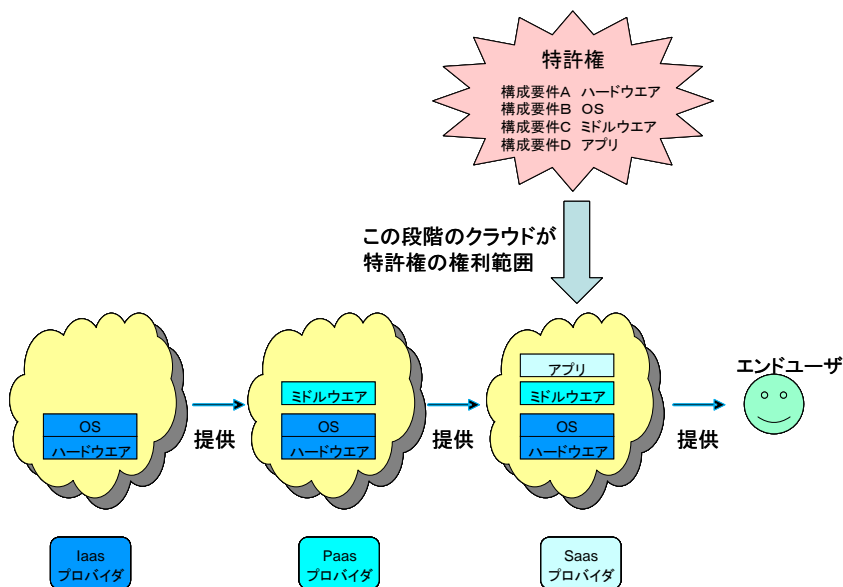 特許権
構成要件A ハードウエア
構成要件B OS
構成要件C ミドルウエア
構成要件D アプリ
この段階のクラウドが
特許権の権利範囲
OS
ハードウエア
提供
ミドルウエア
OS
ハードウエア
提供
アプリ
ミドルウエア
OS
ハードウエア
提供
エンドユーザ
Iaas
プロバイダ
Paas
プロバイダ
Saas
プロバイダ